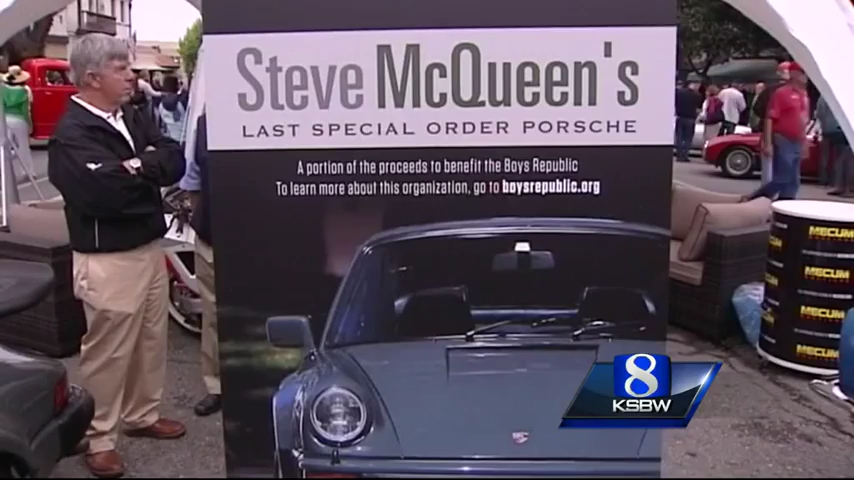 Steve McQueen's
LAST SPECIAL ORDER PORSCHE
A portion of the proceeds to benefit the Boys Republic
To learn more about this organization, go to boysrepublic.org
MECUM
MECUM
MECUM
MECUM
8
KSBW